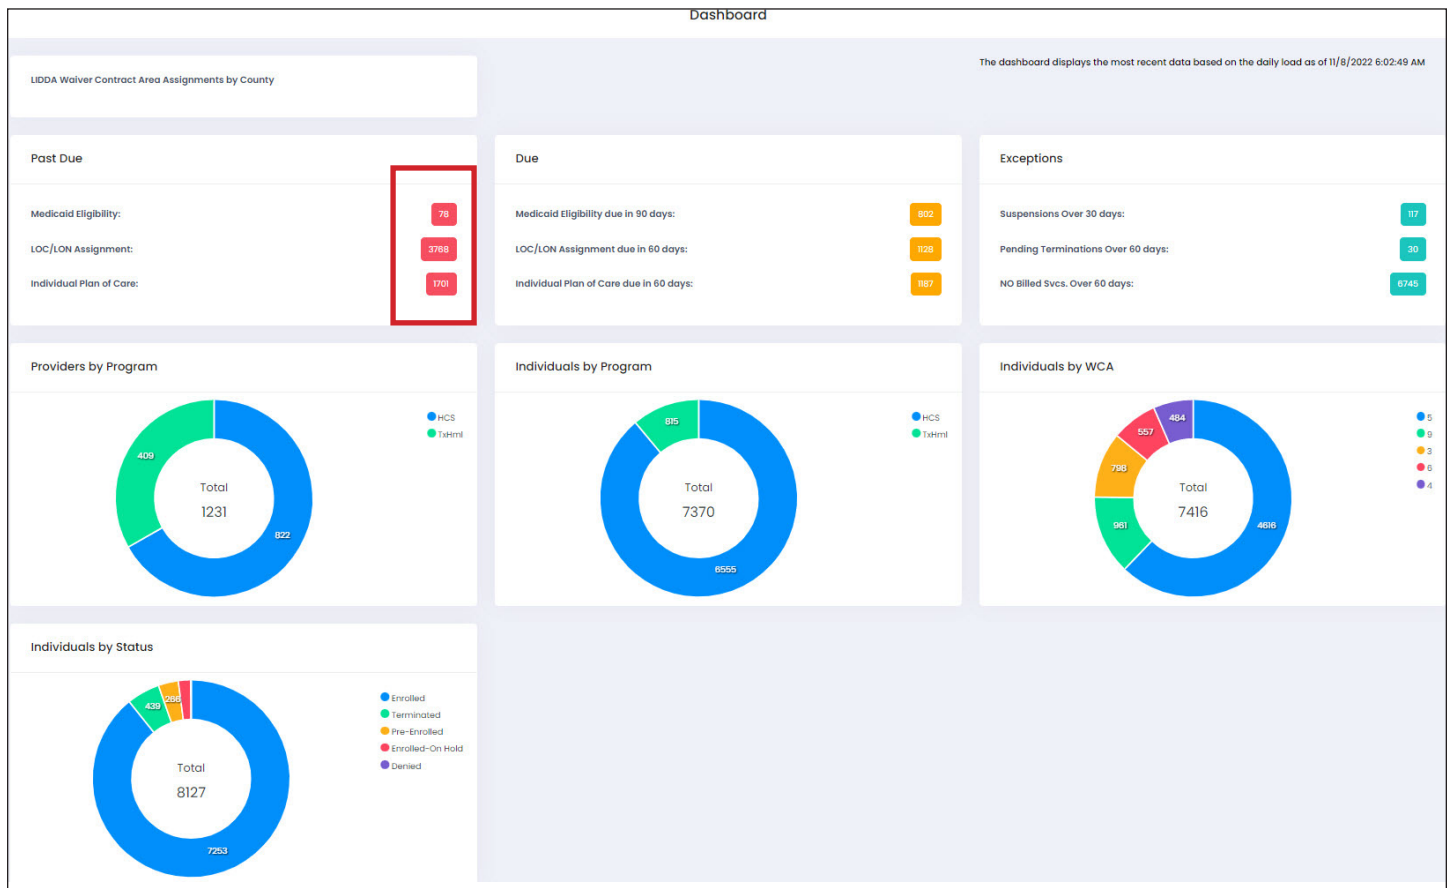 Dashboard
LIDDA Waiver Contract Area Assignments by County
The dashboard displays the most recent data based on the daily load as of 11/8/2022 6:02:49 AM
Past Due
Medicaid Eligibility: 78
LOC/LON Assignment: 3768
Individual Plan of Care: 1701
Due
Medicaid Eligibility due in 90 days: 802
LOC/LON Assignment due in 60 days: 1128
Individual Plan of Care due in 60 days: 1187
Exceptions
Suspensions Over 30 days: 117
Pending Terminations Over 60 days: 30
NO Billed Svcs. Over 60 days: 6745
Providers by Program
HCS
TxHml
409
Total
1231
822
Individuals by Program
HCS
TxHml
815
Total
7370
6555
Individuals by WCA
5
9
3
6
4
484
557
798
Total
7416
961
4616
Individuals by Status
Enrolled
Terminated
Pre-Enrolled
Enrolled-On Hold
Denied
439
266
Total
8127
7253